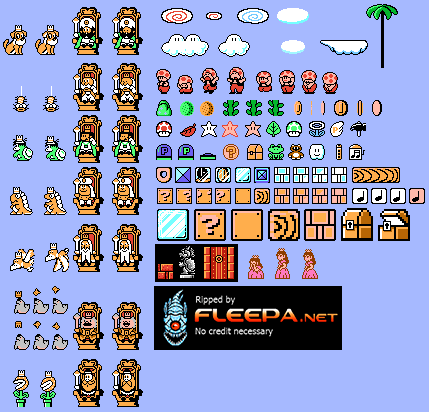 P P
?
? ?
?
Ripped by
FLEEPA.NET
No credit necessary